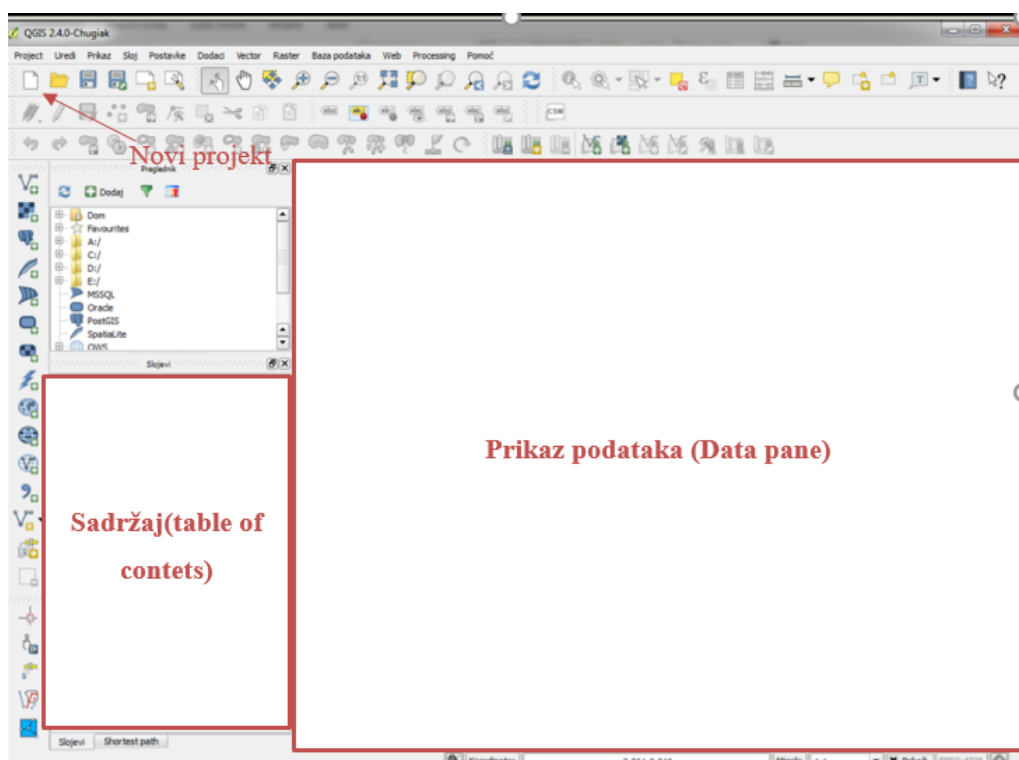 QGIS 2.4.0-Chugiak
Project Uredi Prikaz Sloj Postavke Dodaci Vector Raster Baza podataka Web Processing Pomoć
CSW
Novi projekt
Preglednik
Dodaj
Dom
Favourites
A:/
C:/
D:/
E:/
MSSQL
Oracle
PostGIS
SpatiaLite
OWS
Slojevi
Prikaz podataka (Data pane)
Sadržaj(table of
contets)
Slojevi Shortest path